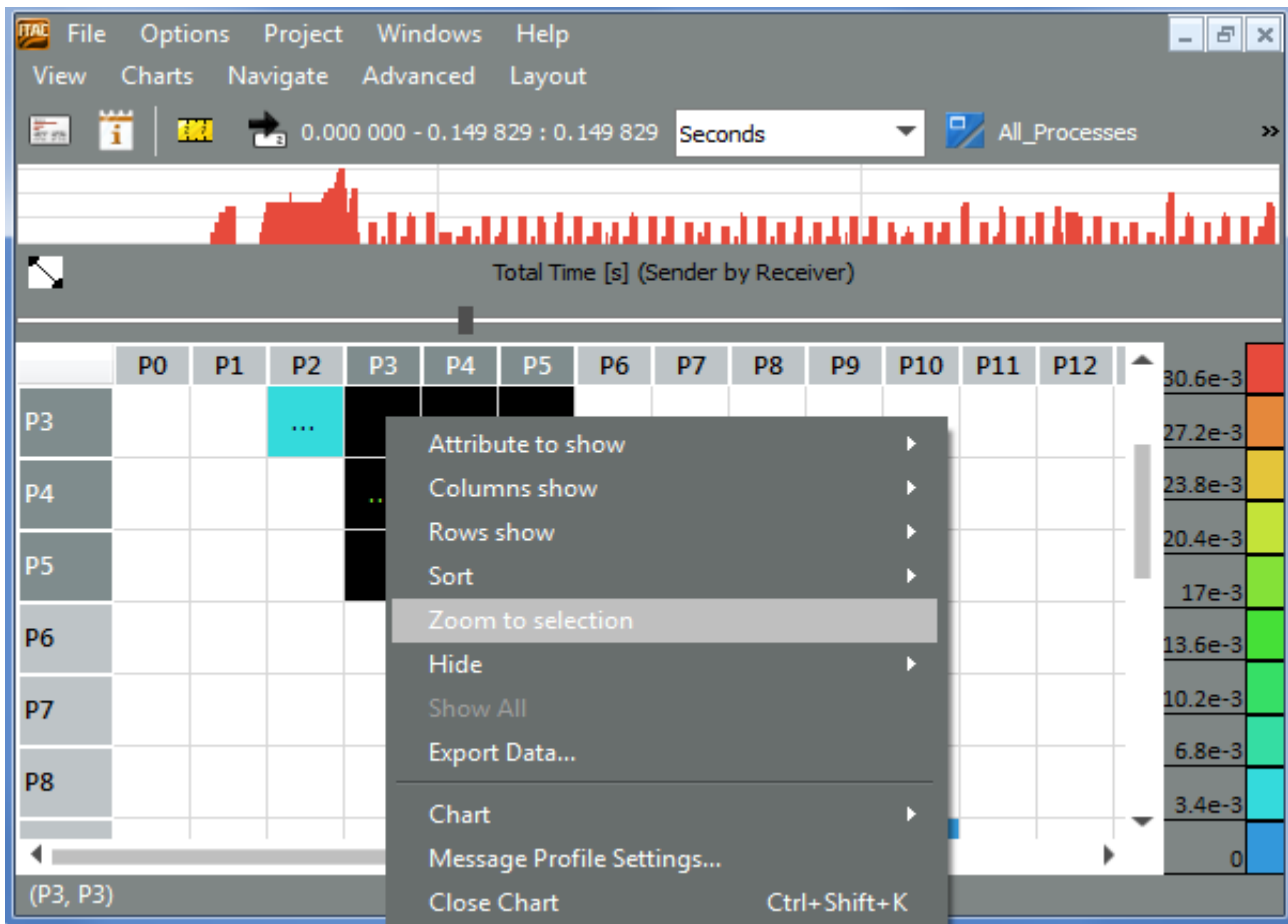 ITAC File Options Project Windows Help
View Charts Navigate Advanced Layout
0.000 000 - 0.149 829 : 0.149 829 Seconds All_Processes »
Total Time [s] (Sender by Receiver)
P0 P1 P2 P3 P4 P5 P6 P7 P8 P9 P10 P11 P12
30.6e-3
P3 ...
27.2e-3
Attribute to show
Columns show
23.8e-3
P4 ..
Rows show
20.4e-3
P5
Sort
17e-3
Zoom to selection
P6
13.6e-3
Hide
10.2e-3
P7
Show All
Export Data...
6.8e-3
P8
3.4e-3
Chart
Message Profile Settings...
0
(P3, P3)
Close Chart Ctrl+Shift+K